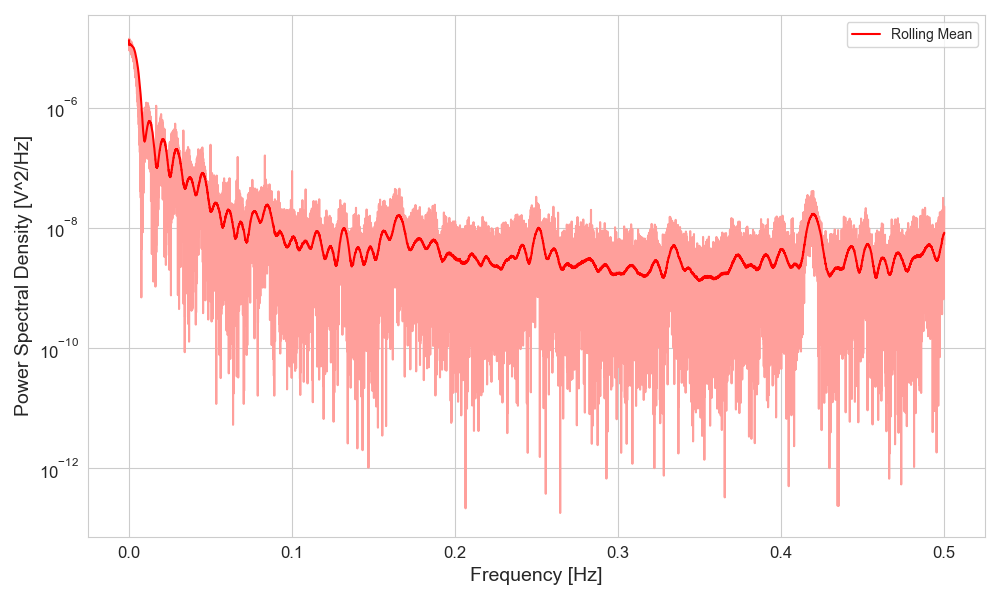 Rolling Mean
Power Spectral Density [V^2/Hz]
10⁻⁶
10⁻⁸
10⁻¹⁰
10⁻¹²
0.0 0.1 0.2 0.3 0.4 0.5
Frequency [Hz]